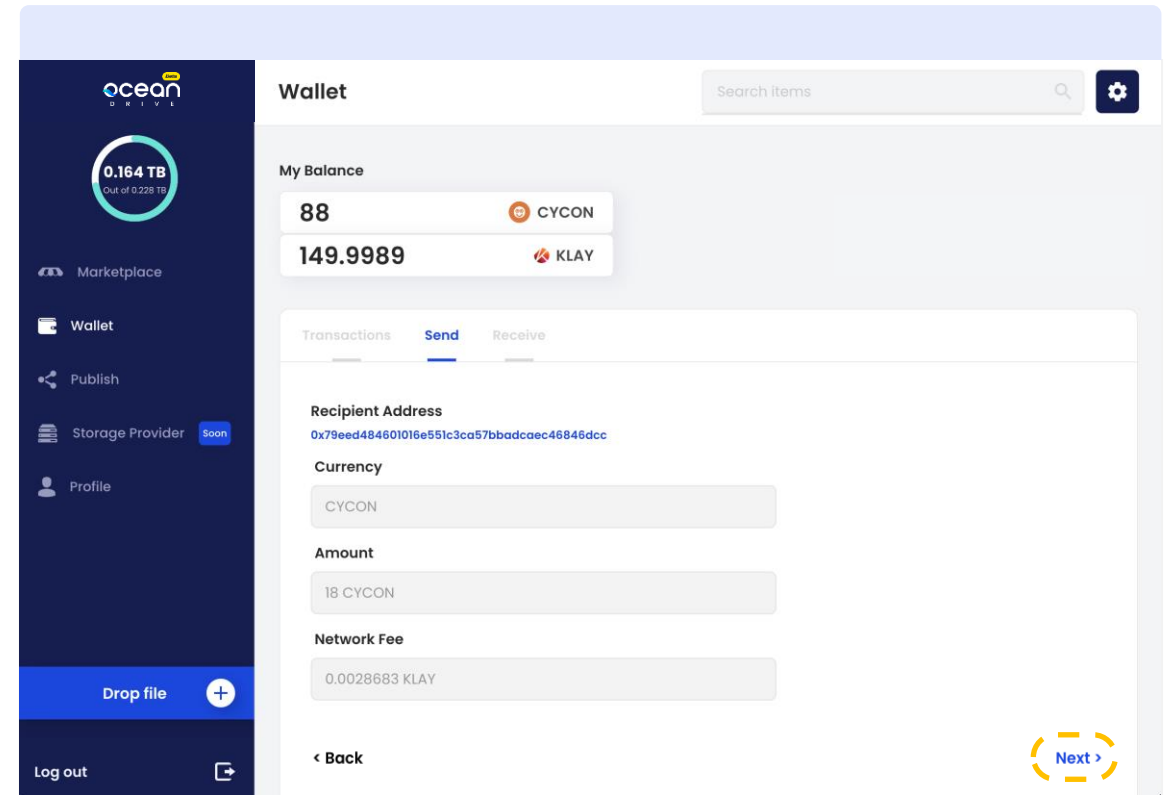 Beta
ocean
DRIVE
0.164 TB
Out of 0.228 TB
Marketplace
Wallet
Publish
Storage Provider Soon
Profile
Drop file
Log out
Wallet
Search items
My Balance
88 CYCON
149.9989 KLAY
Transactions Send Receive
Recipient Address
0x79eed484601016e551c3ca57bbadcaec46846dcc
Currency
CYCON
Amount
18 CYCON
Network Fee
0.0028683 KLAY
< Back Next >